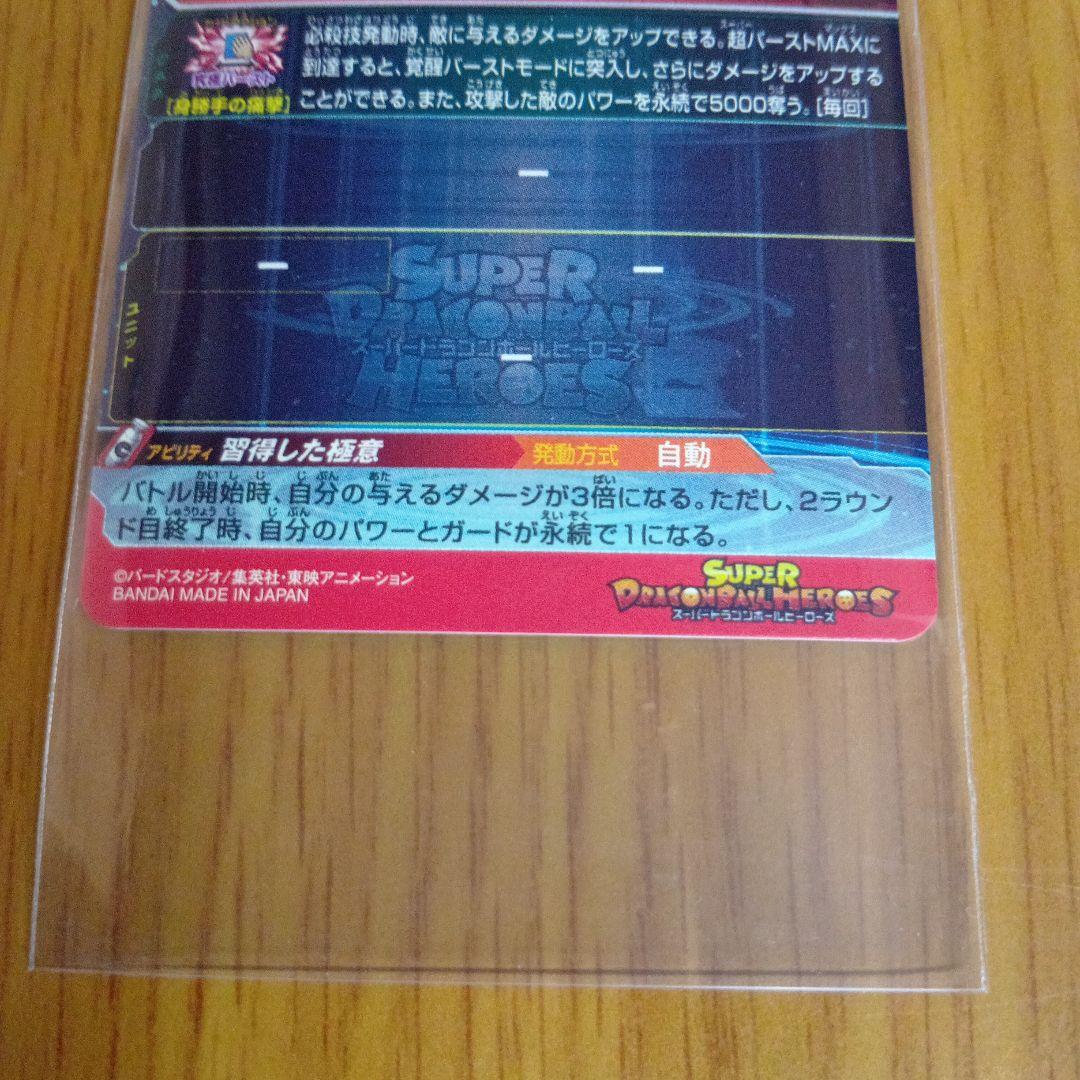 必殺技発動時、敵に与えるダメージをアップできる。超バーストMAXに
到達すると、覚醒バーストモードに突入し、さらにダメージをアップする
ことができる。また、攻撃した敵のパワーを永続で5000奪う。[毎回]
[身勝手の痛撃]
ユニット
SUPER
DRAGONBALL
スーパードラゴンボールヒーローズ
HEROES
アビリティ 習得した極意 発動方式 自動
バトル開始時、自分の与えるダメージが3倍になる。ただし、2ラウン
ド目終了時、自分のパワーとガードが永続で1になる。
©バードスタジオ/集英社・東映アニメーション
BANDAI MADE IN JAPAN
SUPER
DRAGONBALL HEROES
スーパードラゴンボールヒーローズ